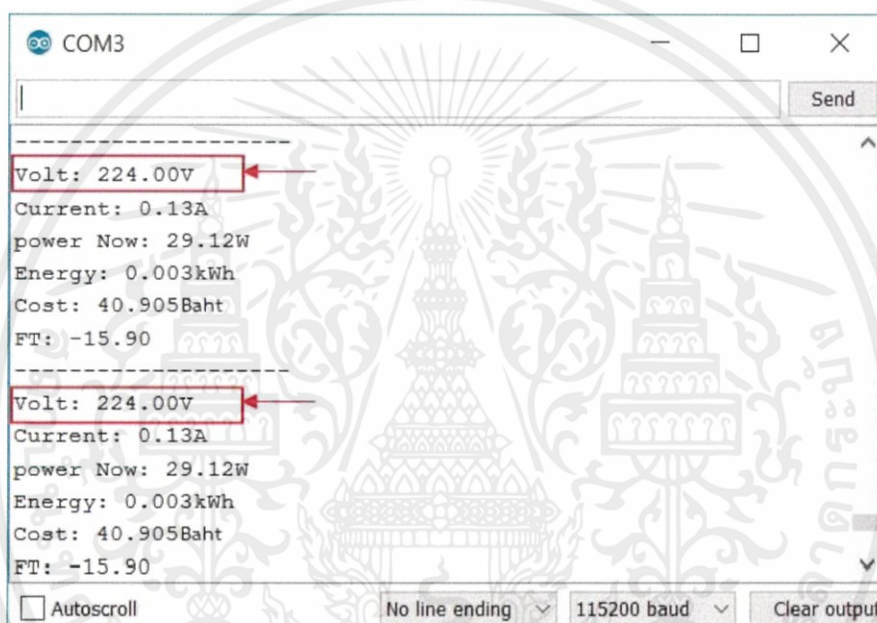 COM3
Send
-----------------------
Volt: 224.00V
Current: 0.13A
power Now: 29.12W
Energy: 0.003kWh
Cost: 40.905Baht
FT: -15.90
-----------------------
Volt: 224.00V
Current: 0.13A
power Now: 29.12W
Energy: 0.003kWh
Cost: 40.905Baht
FT: -15.90
Autoscroll
No line ending
115200 baud
Clear output